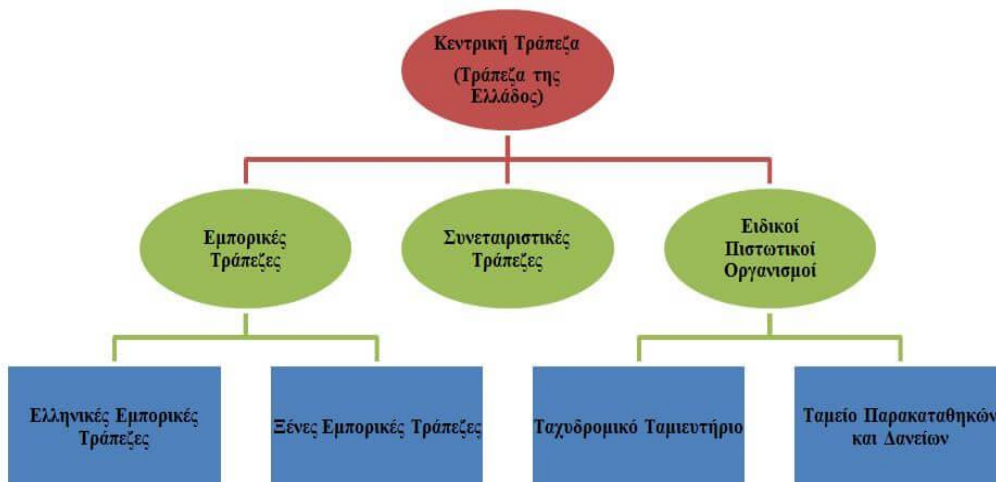 Κεντρική Τράπεζα
(Τράπεζα της
Ελλάδος)
Εμπορικές
Τράπεζες
Συνεταιριστικές
Τράπεζες
Ειδικοί
Πιστωτικοί
Οργανισμοί
Ελληνικές Εμπορικές
Τράπεζες
Ξένες Εμπορικές Τράπεζες
Ταχυδρομικό Ταμιευτήριο
Ταμείο Παρακαταθηκών
και Δανείων